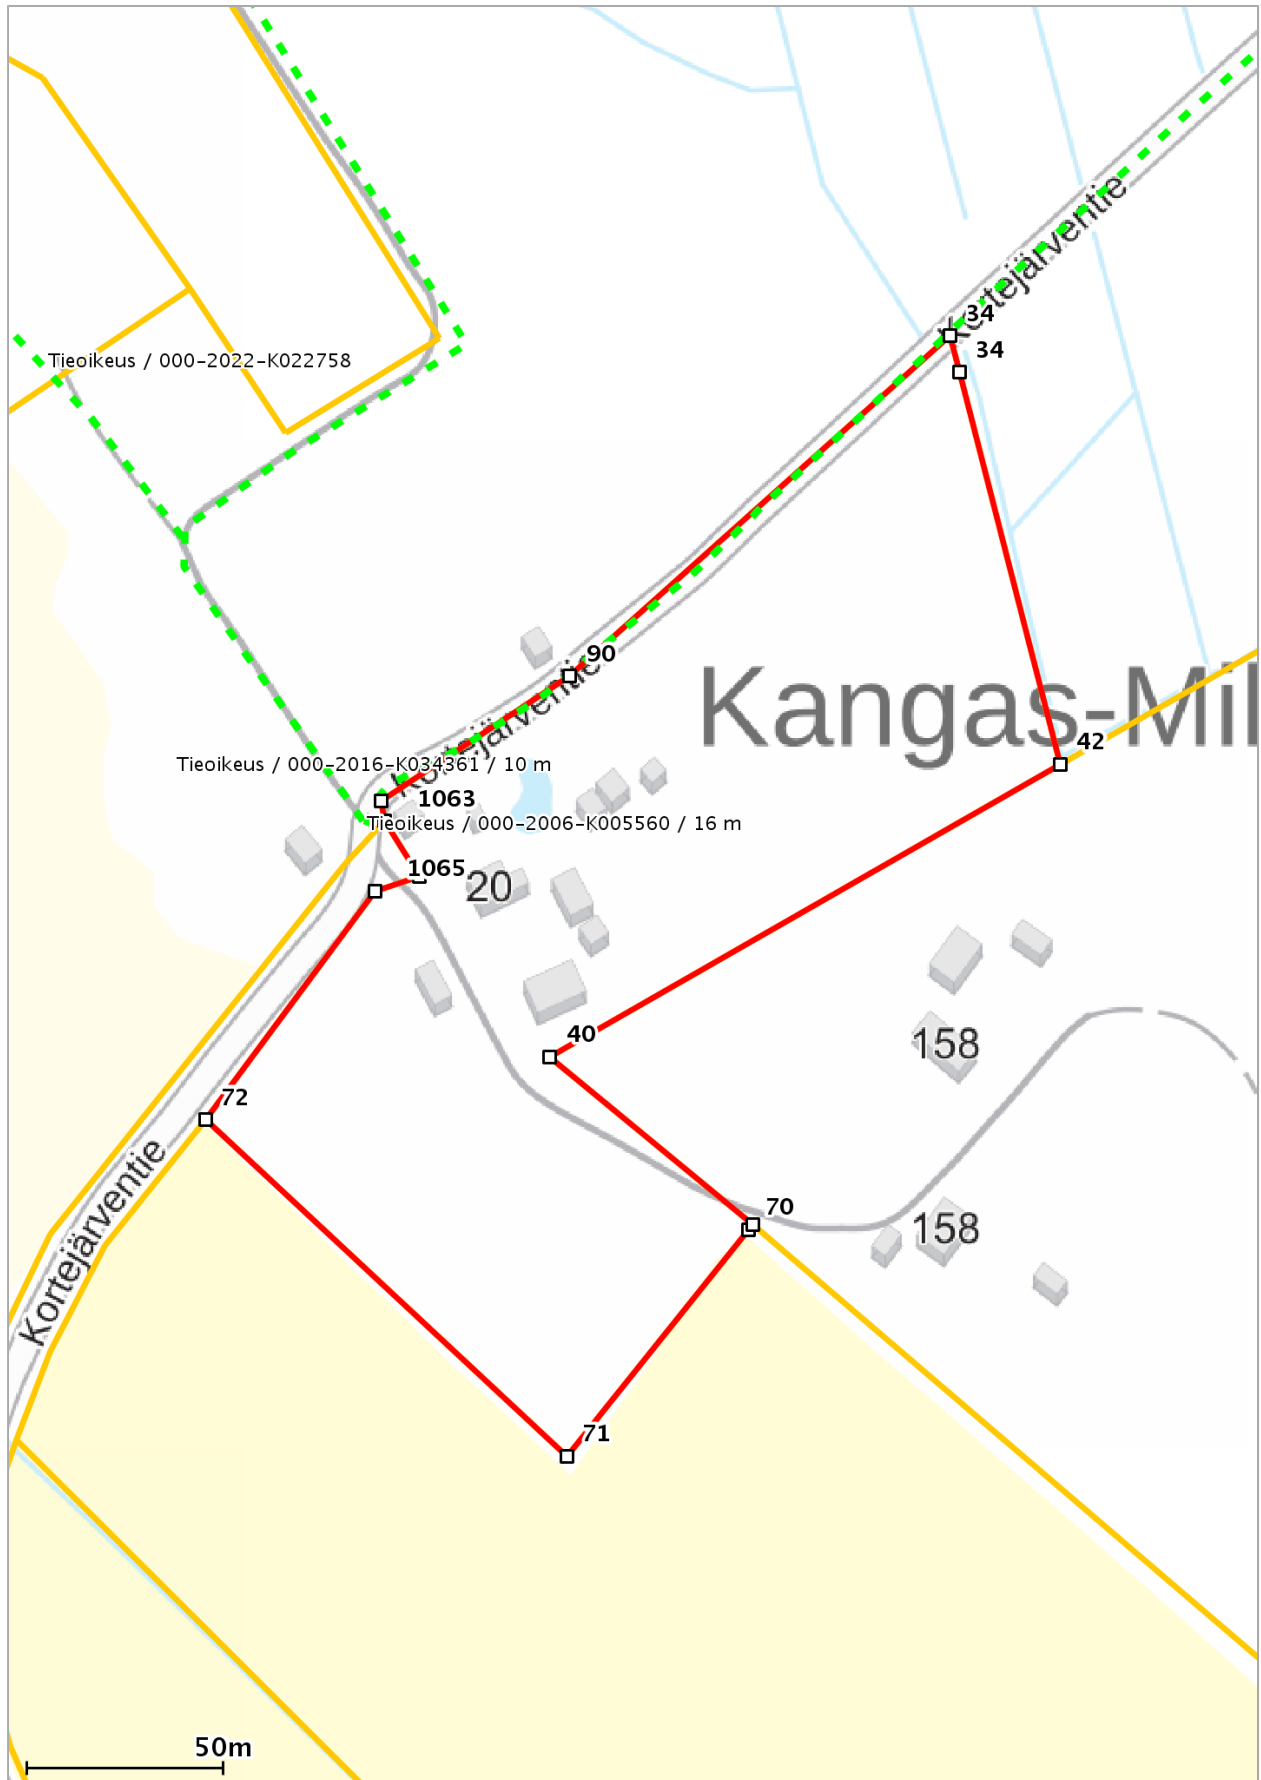 Kortejärventie
34
34
Tieoikeus / 000-2022-K022758
90
Kortejärventie
Kangas-Mil
42
Tieoikeus / 000-2016-K034361 / 10 m
1063
Tieoikeus / 000-2006-K005560 / 16 m
1065
20
40
158
72
Kortejärventie
70
158
71
50m